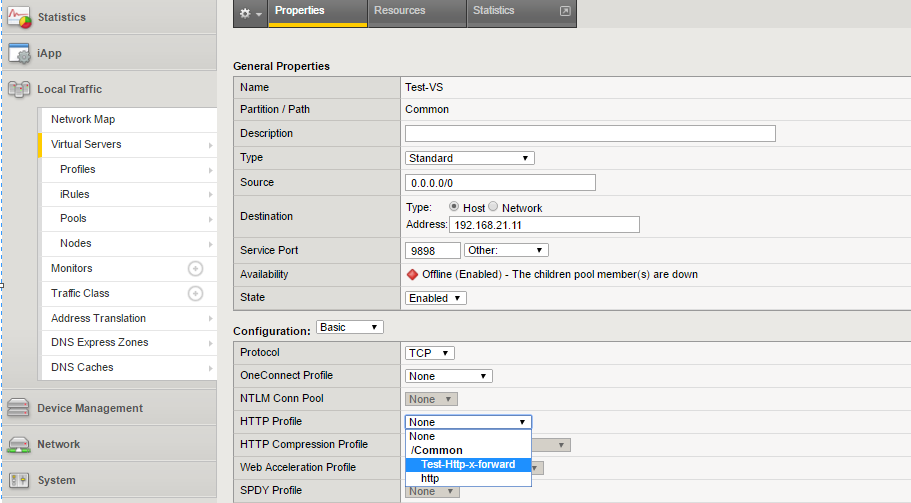 Statistics
iApp
Local Traffic
Network Map
Virtual Servers
Profiles
iRules
Pools
Nodes
Monitors
Traffic Class
Address Translation
DNS Express Zones
DNS Caches
Device Management
Network
System
Properties
Resources
Statistics
General Properties
Name Test-VS
Partition / Path Common
Description
Type Standard
Source 0.0.0.0/0
Destination Type: Host Network
Address: 192.168.21.11
Service Port 9898 Other:
Availability Offline (Enabled) - The children pool member(s) are down
State Enabled
Configuration: Basic
Protocol TCP
OneConnect Profile None
NTLM Conn Pool None
HTTP Profile None
None
/Common
Test-Http-x-forward
http
HTTP Compression Profile
Web Acceleration Profile
SPDY Profile None